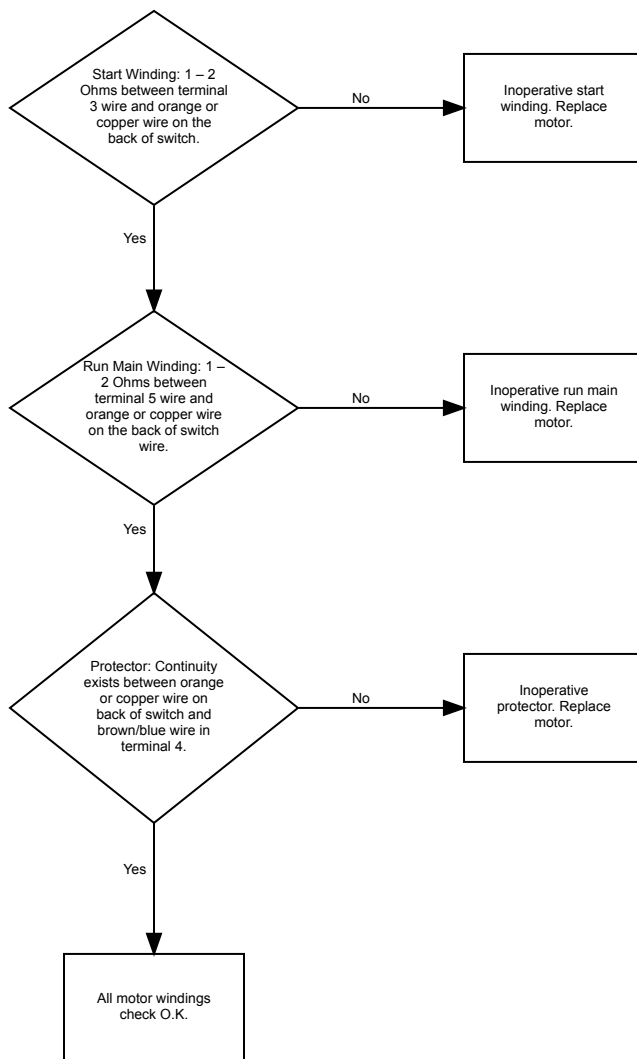 Start Winding: 1 – 2
Ohms between terminal
3 wire and orange or
copper wire on the
back of switch.
No
Inoperative start
winding. Replace
motor.
Yes
Run Main Winding: 1 –
2 Ohms between
terminal 5 wire and
orange or copper wire
on the back of switch
wire.
No
Inoperative run main
winding. Replace
motor.
Yes
Protector: Continuity
exists between orange
or copper wire on
back of switch and
brown/blue wire in
terminal 4.
No
Inoperative
protector. Replace
motor.
Yes
All motor windings
check O.K.